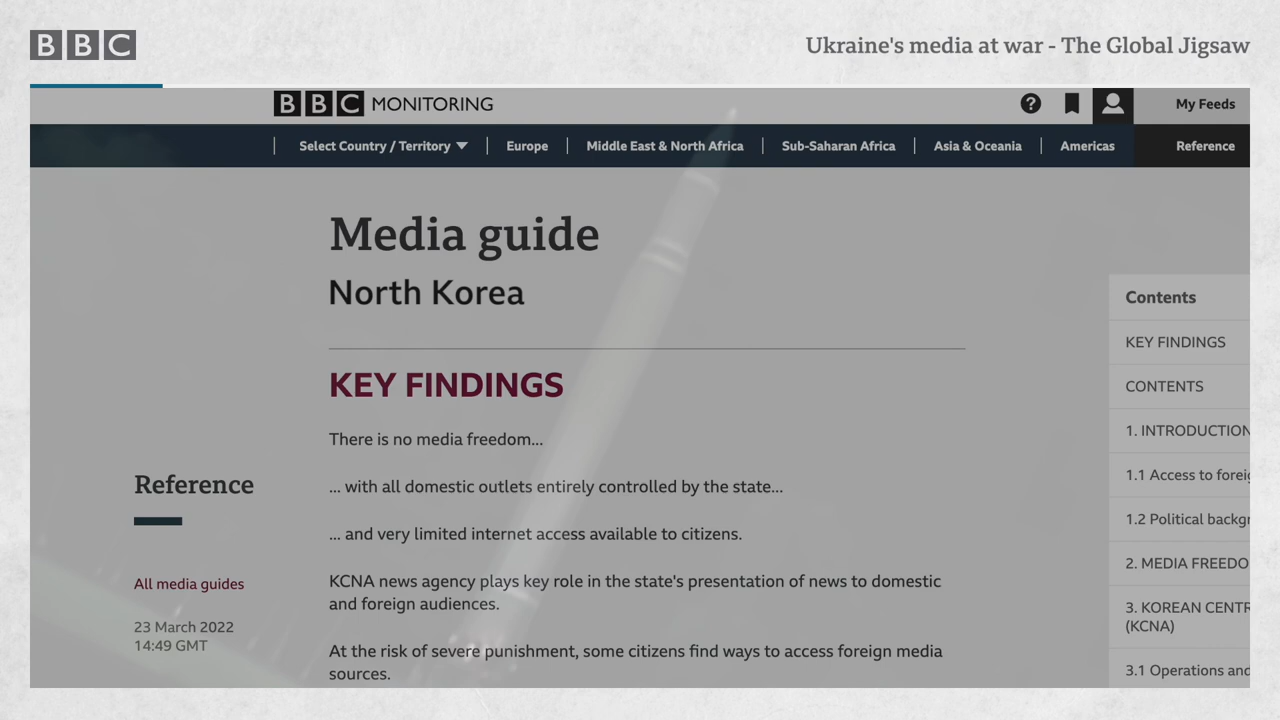 BBC
Ukraine's media at war - The Global Jigsaw
BBC MONITORING
My Feeds
Select Country / Territory
Europe
Middle East & North Africa
Sub-Saharan Africa
Asia & Oceania
Americas
Reference
Media guide
North Korea
KEY FINDINGS
There is no media freedom...
... with all domestic outlets entirely controlled by the state...
... and very limited internet access available to citizens.
KCNA news agency plays key role in the state's presentation of news to domestic
and foreign audiences.
At the risk of severe punishment, some citizens find ways to access foreign media
sources.
Reference
All media guides
23 March 2022
14:49 GMT
Contents
KEY FINDINGS
CONTENTS
1. INTRODUCTION
1.1 Access to
1.2 Political
2. MEDIA
3. KOREAN
(KCNA)
3.1 Operations and